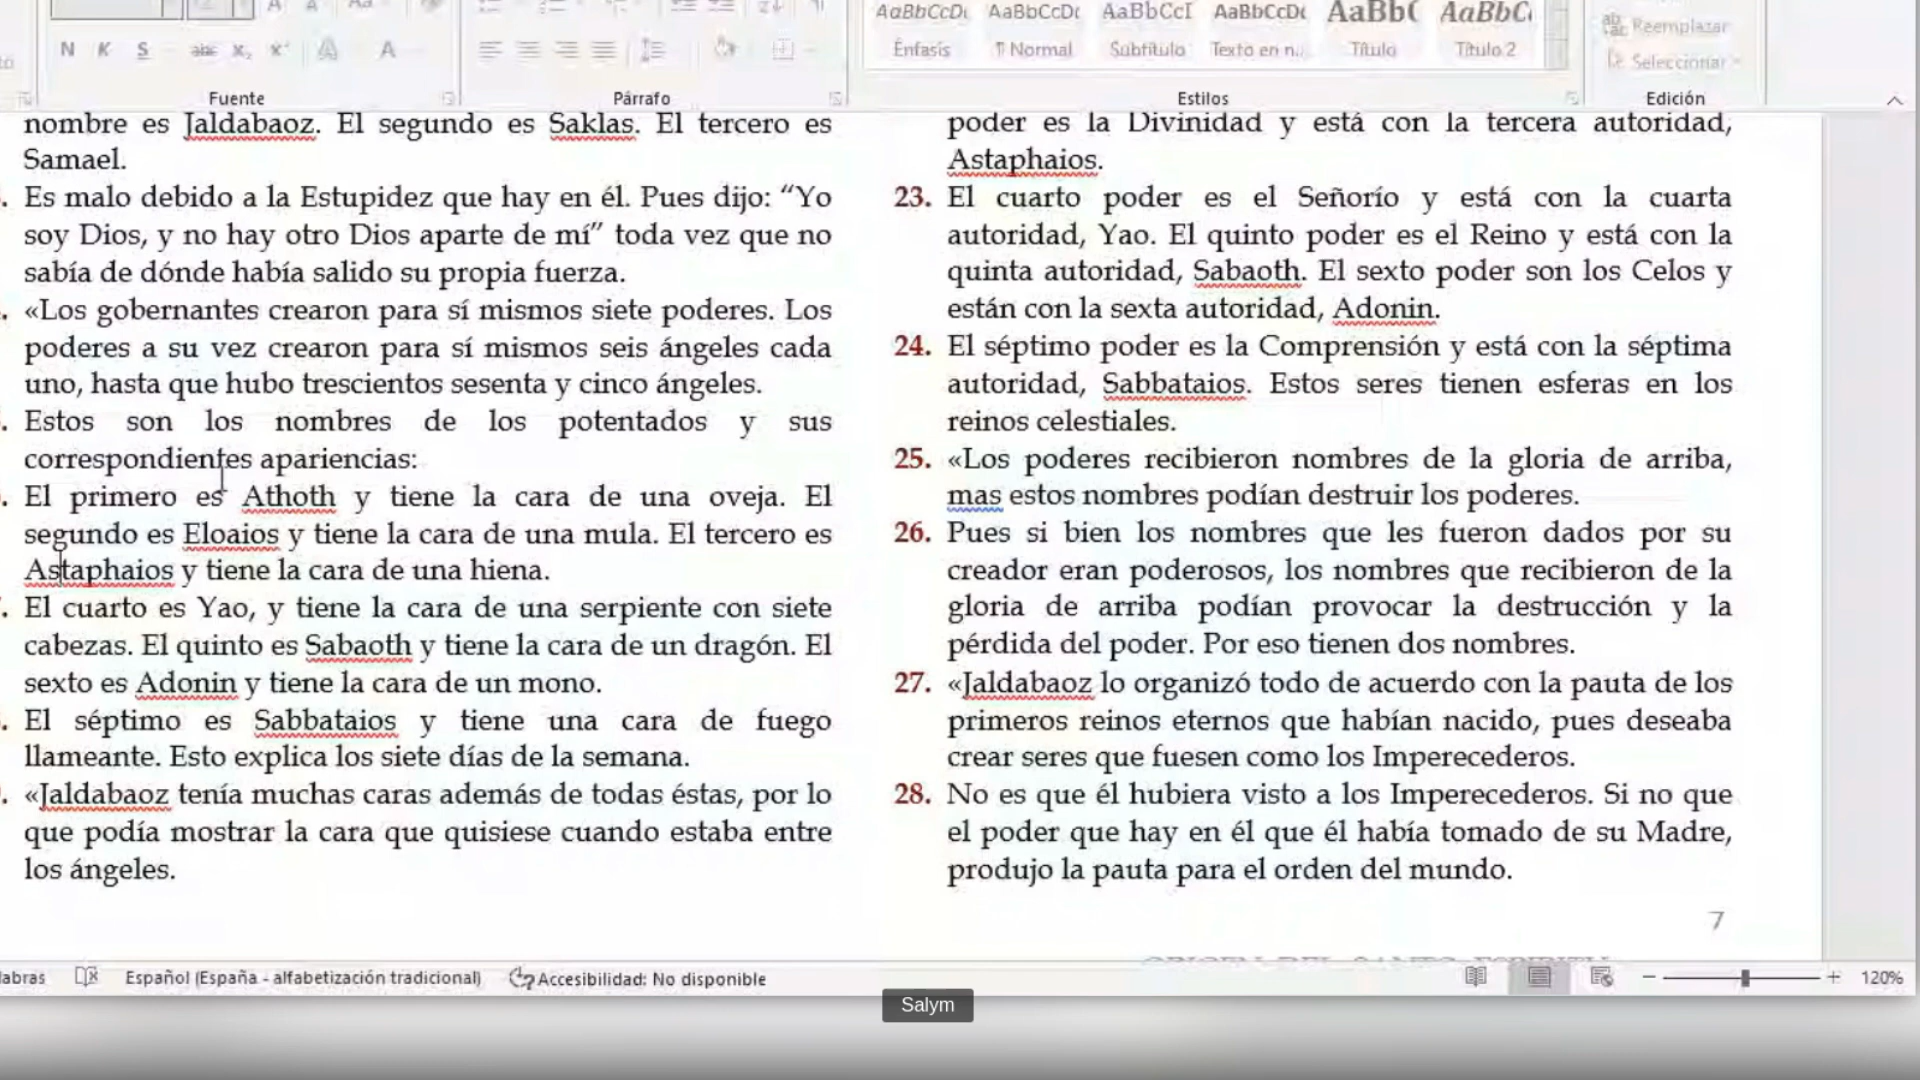 AaBbCcDc AaBbCcDc AaBbCcI AaBbCcDc AaBb( AaBbC
N K S abc x, x' A A
Énfasis ¶ Normal Subtítulo Texto en n... Título Título 2
Reemplazar
Seleccionar
Fuente Párrafo Estilos Edición
nombre es Jaldabaoz. El segundo es Saklas. El tercero es
Samael.
. Es malo debido a la Estupidez que hay en él. Pues dijo: “Yo
soy Dios, y no hay otro Dios aparte de mí” toda vez que no
sabía de dónde había salido su propia fuerza.
. «Los gobernantes crearon para sí mismos siete poderes. Los
poderes a su vez crearon para sí mismos seis ángeles cada
uno, hasta que hubo trescientos sesenta y cinco ángeles.
. Estos son los nombres de los potentados y sus
correspondientes apariencias:
. El primero es Athoth y tiene la cara de una oveja. El
segundo es Eloaios y tiene la cara de una mula. El tercero es
Astaphaios y tiene la cara de una hiena.
. El cuarto es Yao, y tiene la cara de una serpiente con siete
cabezas. El quinto es Sabaoth y tiene la cara de un dragón. El
sexto es Adonin y tiene la cara de un mono.
. El séptimo es Sabbataios y tiene una cara de fuego
llameante. Esto explica los siete días de la semana.
. «Jaldabaoz tenía muchas caras además de todas éstas, por lo
que podía mostrar la cara que quisiese cuando estaba entre
los ángeles.
poder es la Divinidad y está con la tercera autoridad,
Astaphaios.
23. El cuarto poder es el Señorío y está con la cuarta
autoridad, Yao. El quinto poder es el Reino y está con la
quinta autoridad, Sabaoth. El sexto poder son los Celos y
están con la sexta autoridad, Adonin.
24. El séptimo poder es la Comprensión y está con la séptima
autoridad, Sabbataios. Estos seres tienen esferas en los
reinos celestiales.
25. «Los poderes recibieron nombres de la gloria de arriba,
mas estos nombres podían destruir los poderes.
26. Pues si bien los nombres que les fueron dados por su
creador eran poderosos, los nombres que recibieron de la
gloria de arriba podían provocar la destrucción y la
pérdida del poder. Por eso tienen dos nombres.
27. «Jaldabaoz lo organizó todo de acuerdo con la pauta de los
primeros reinos eternos que habían nacido, pues deseaba
crear seres que fuesen como los Imperecederos.
28. No es que él hubiera visto a los Imperecederos. Si no que
el poder que hay en él que él había tomado de su Madre,
produjo la pauta para el orden del mundo.
7
abras Español (España - alfabetización tradicional) Accesibilidad: No disponible 120%
Salym